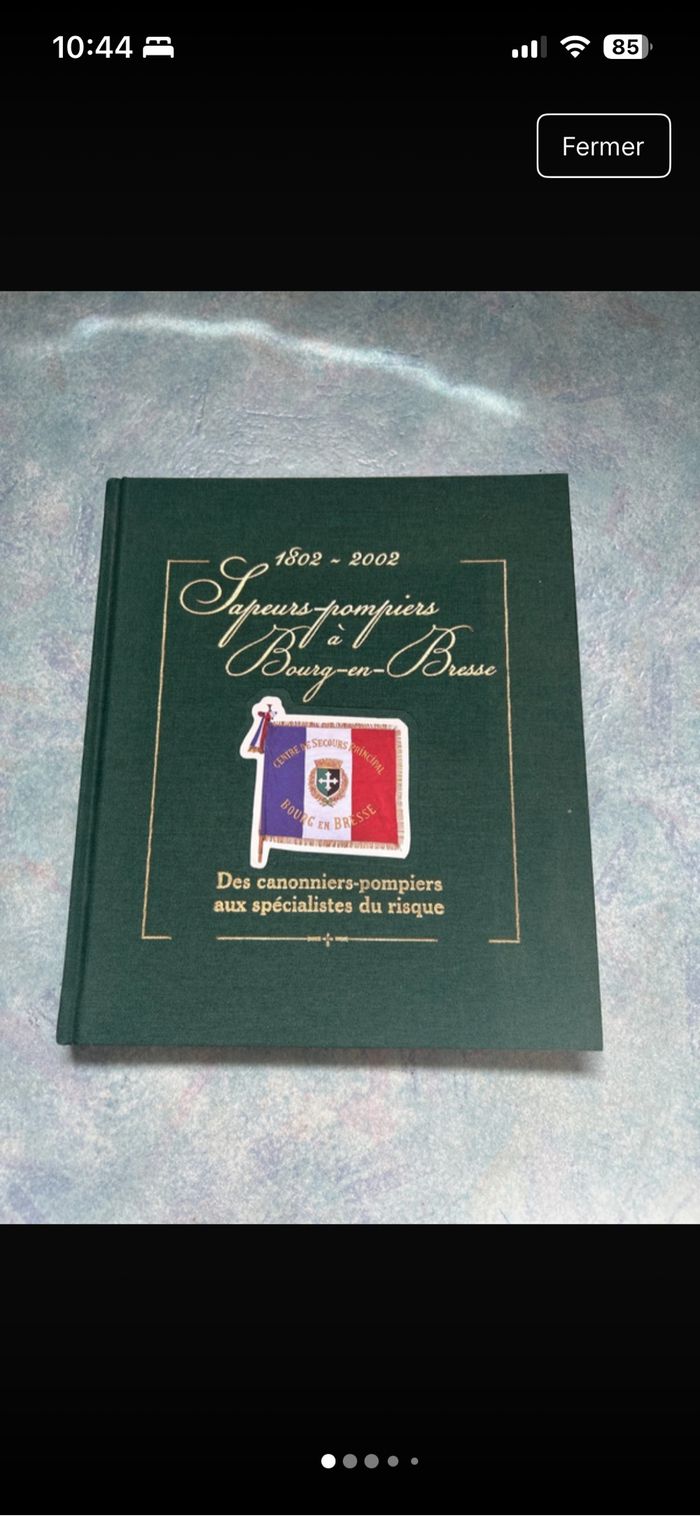 10:44
85
Fermer
1802 ~ 2002
Sapeurs-pompiers
à
Bourg-en-Bresse
CENTRE DE SECOURS PRINCIPAL
BOURG EN BRESSE
Des canonniers-pompiers
aux spécialistes du risque